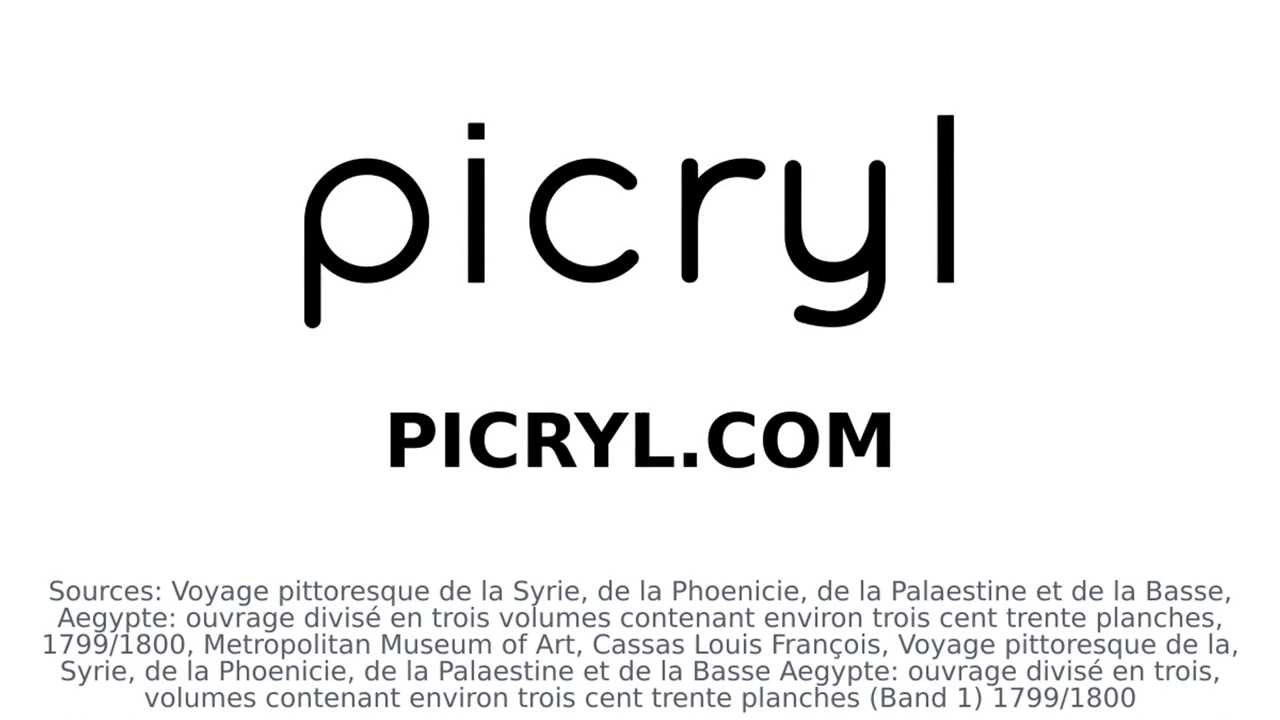 picryl
PICRYL.COM
Sources: Voyage pittoresque de la Syrie, de la Phoenicie, de la Palaestine et de la Basse,
Aegypte: ouvrage divisé en trois volumes contenant environ trois cent trente planches,
1799/1800, Metropolitan Museum of Art, Cassas Louis François, Voyage pittoresque de la,
Syrie, de la Phoenicie, de la Palaestine et de la Basse Aegypte: ouvrage divisé en trois,
volumes contenant environ trois cent trente planches (Band 1) 1799/1800